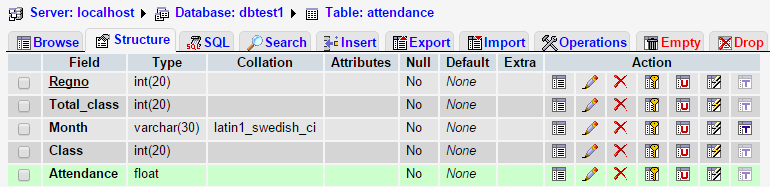 Server: localhost Database: dbtest1 Table: attendance
Browse Structure SQL Search Insert Export Import Operations Empty Drop
Field Type Collation Attributes Null Default Extra Action
Regno int(20) No None
Total_class int(20) No None
Month varchar(30) latin1_swedish_ci No None
Class int(20) No None
Attendance float No None